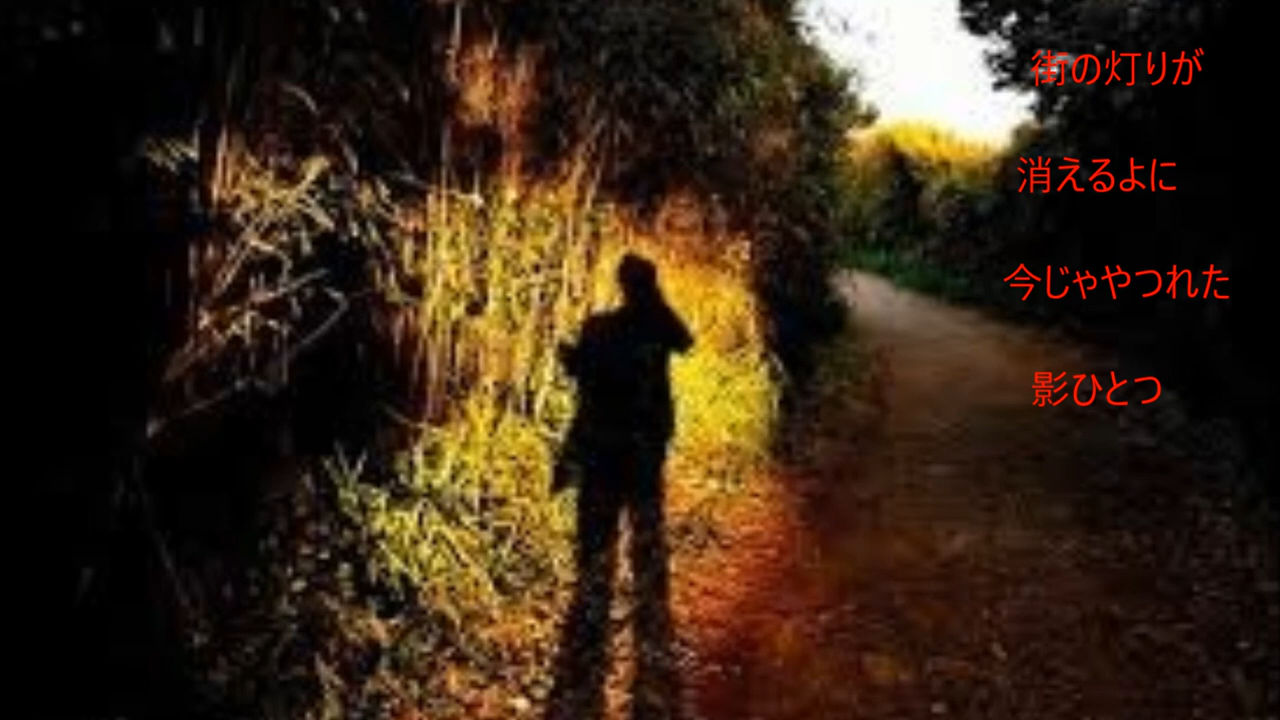 街の灯りが
消えるよに
今じゃやつれた
影ひとつ